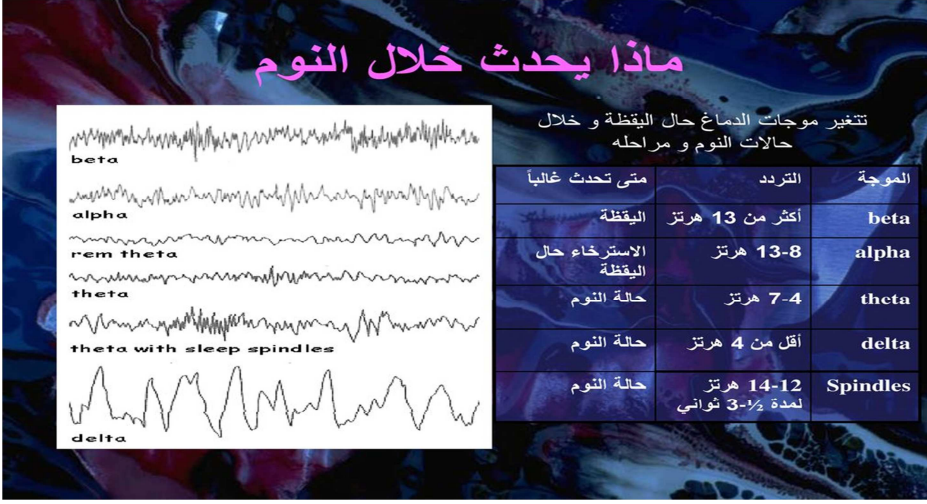 ماذا يحدث خلال النوم
تتغير موجات الدماغ حال اليقظة و خلال
حالات النوم و مراحله
الموجة التردد متى تحدث غالباً
beta أكثر من 13 هرتز اليقظة
alpha 13-8 هرتز الاسترخاء حال
اليقظة
theta 7-4 هرتز حالة النوم
delta أقل من 4 هرتز حالة النوم
Spindles 14-12 هرتز حالة النوم
لمدة ½-3 ثواني
beta
alpha
rem theta
theta
theta with sleep spindles
delta